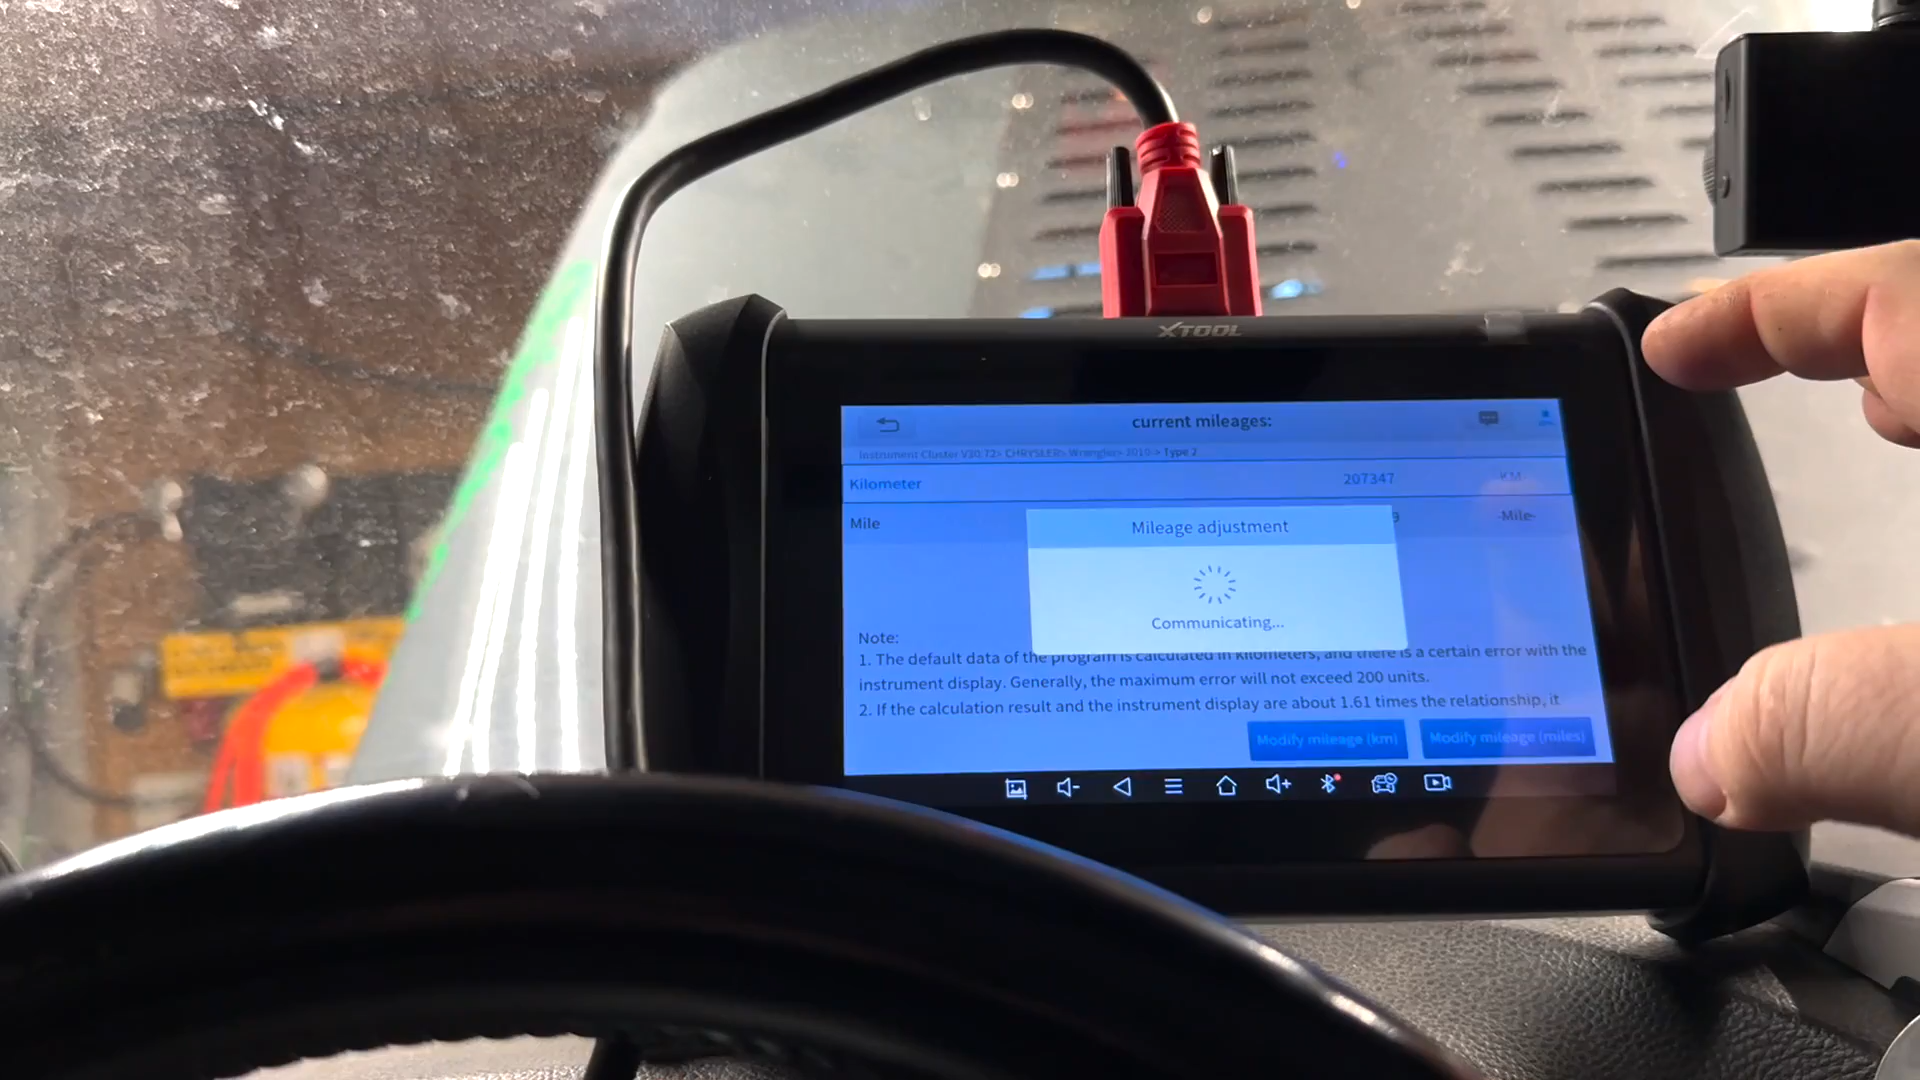 XTOOL
current mileages:
Instrument Cluster V30.72> CHRYSLER> Wrangler> 2010-> Type 2
Kilometer 207347 KM
Mile 9 -Mile-
Mileage adjustment
Communicating...
Note:
1. The default data of the program is calculated in kilometers, and there is a certain error with the
instrument display. Generally, the maximum error will not exceed 200 units.
2. If the calculation result and the instrument display are about 1.61 times the relationship, it
Modify mileage (km) Modify mileage (miles)